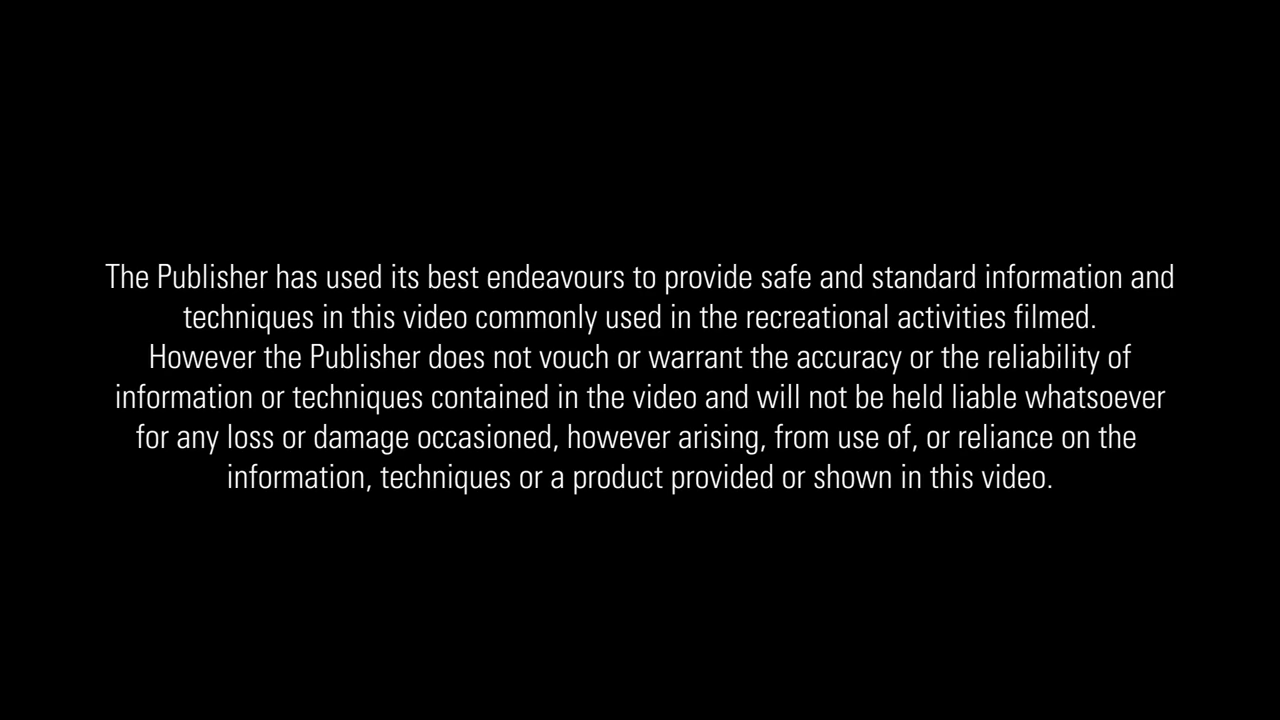 The Publisher has used its best endeavours to provide safe and standard information and
techniques in this video commonly used in the recreational activities filmed.
However the Publisher does not vouch or warrant the accuracy or the reliability of
information or techniques contained in the video and will not be held liable whatsoever
for any loss or damage occasioned, however arising, from use of, or reliance on the
information, techniques or a product provided or shown in this video.